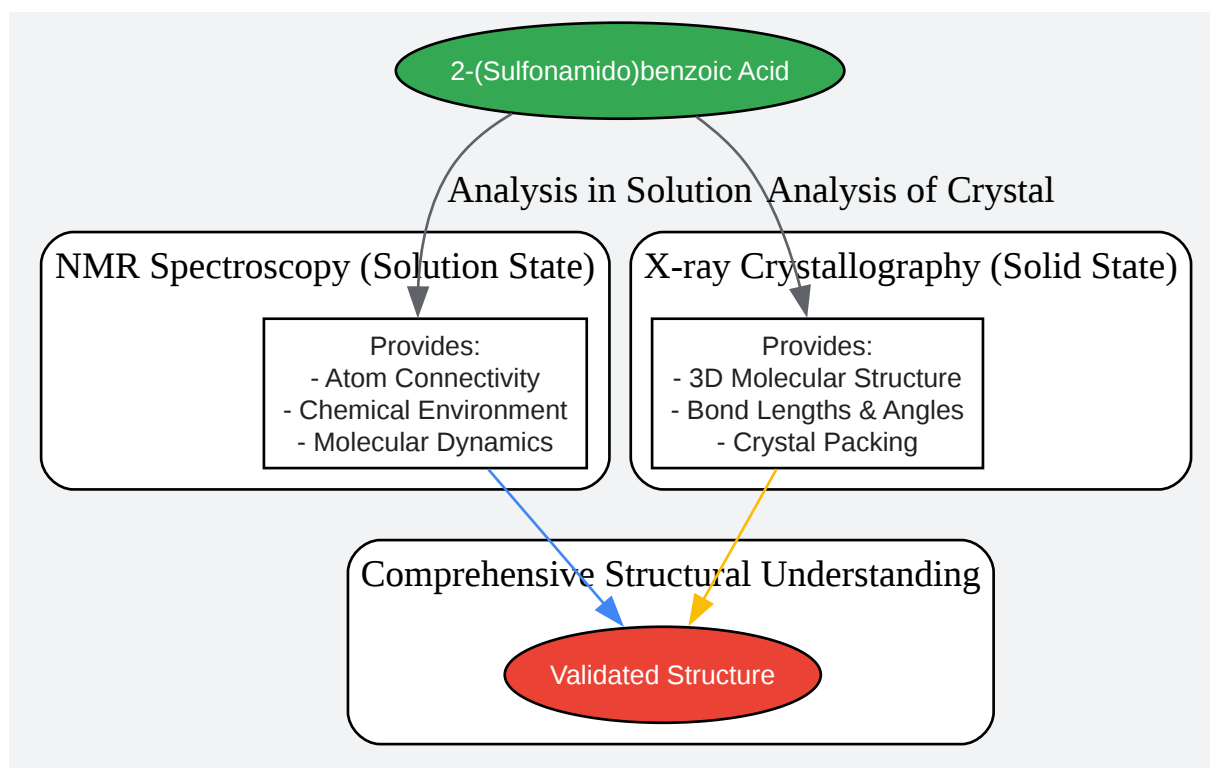 2-(Sulfonamido)benzoic Acid
Analysis in Solution
Analysis of Crystal
NMR Spectroscopy (Solution State)
Provides:
- Atom Connectivity
- Chemical Environment
- Molecular Dynamics
X-ray Crystallography (Solid State)
Provides:
- 3D Molecular Structure
- Bond Lengths & Angles
- Crystal Packing
Comprehensive Structural Understanding
Validated Structure